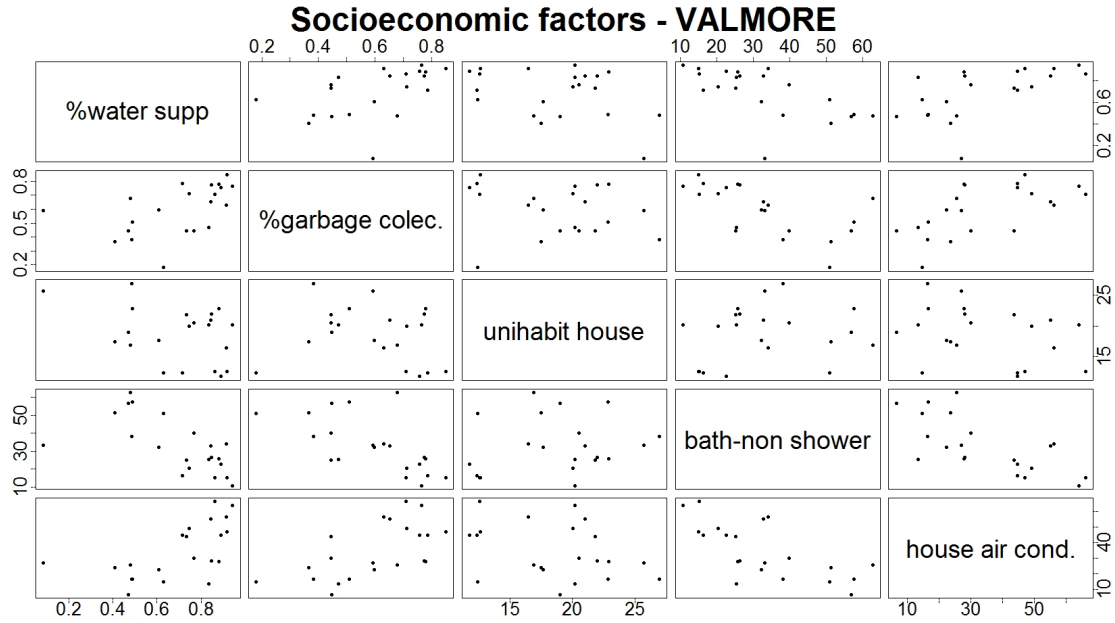 Socioeconomic factors - VALMORE
0.2 0.4 0.6 0.8 10 20 30 40 50 60
%water supp
0.2 0.6
0.2 0.5 0.8
%garbage colec.
unihabit house
15 25
10 30 50
bath-non shower
house air cond.
10 40
0.2 0.4 0.6 0.8 15 20 25 10 30 50